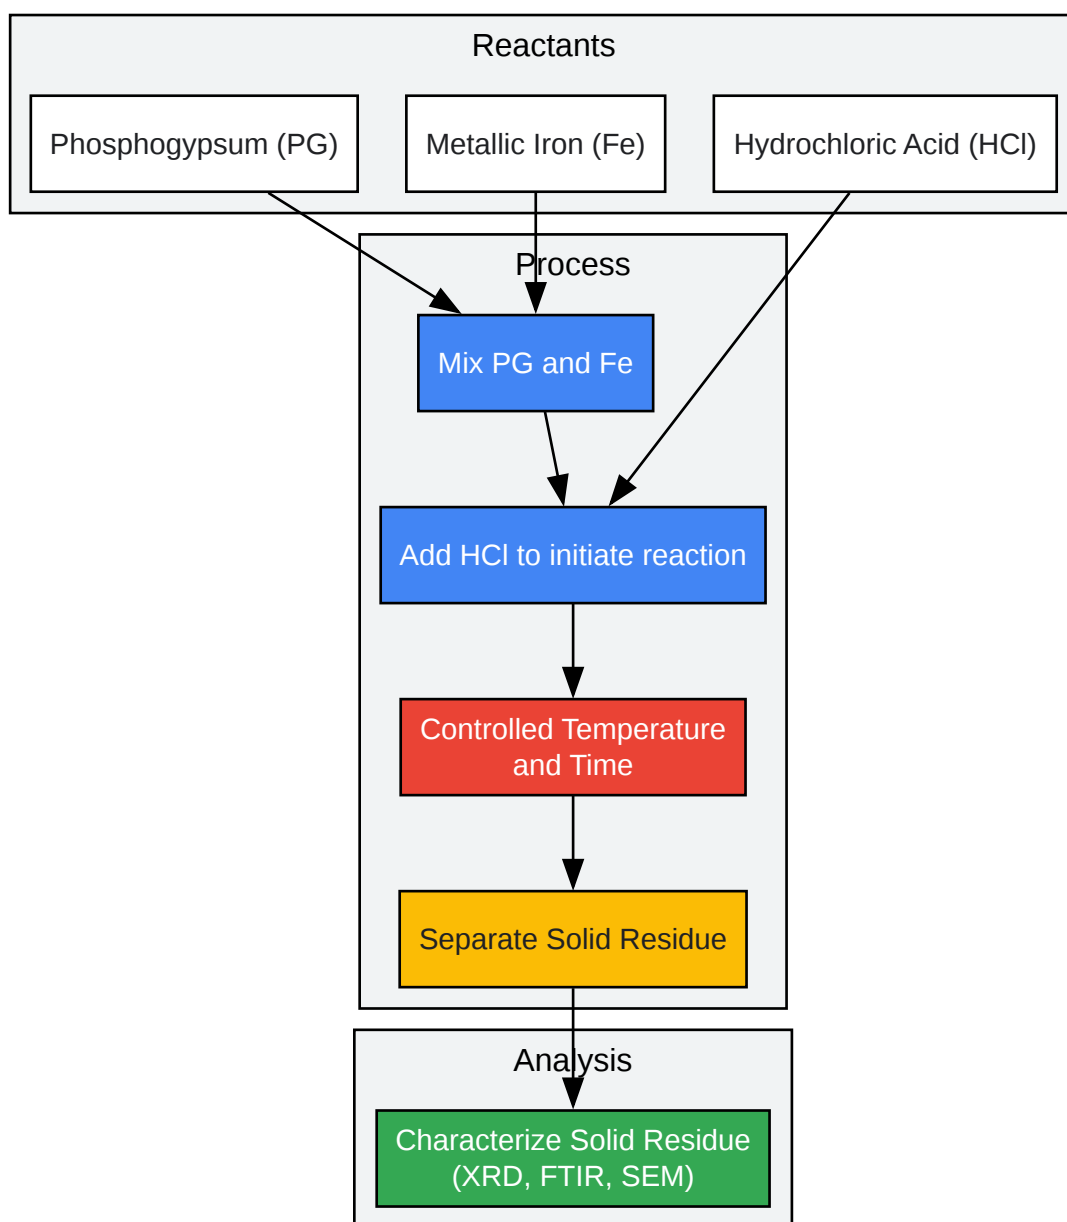 Reactants
Phosphogypsum (PG)
Metallic Iron (Fe)
Hydrochloric Acid (HCl)
Process
Mix PG and Fe
Add HCl to initiate reaction
Controlled Temperature
and Time
Separate Solid Residue
Analysis
Characterize Solid Residue
(XRD, FTIR, SEM)